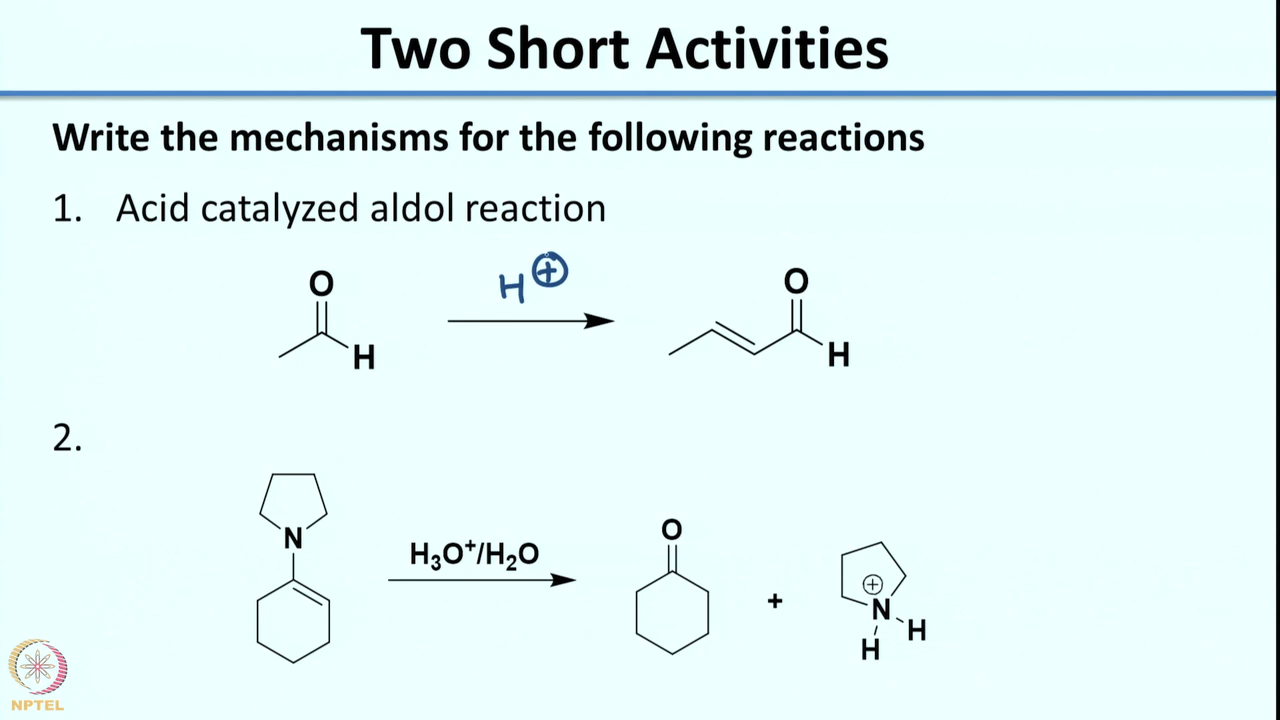 Two Short Activities
Write the mechanisms for the following reactions
1. Acid catalyzed aldol reaction
O
H
H⊕
O
H
2.
N
H₃O⁺/H₂O
O
+
⊕
N
H
H
NPTEL